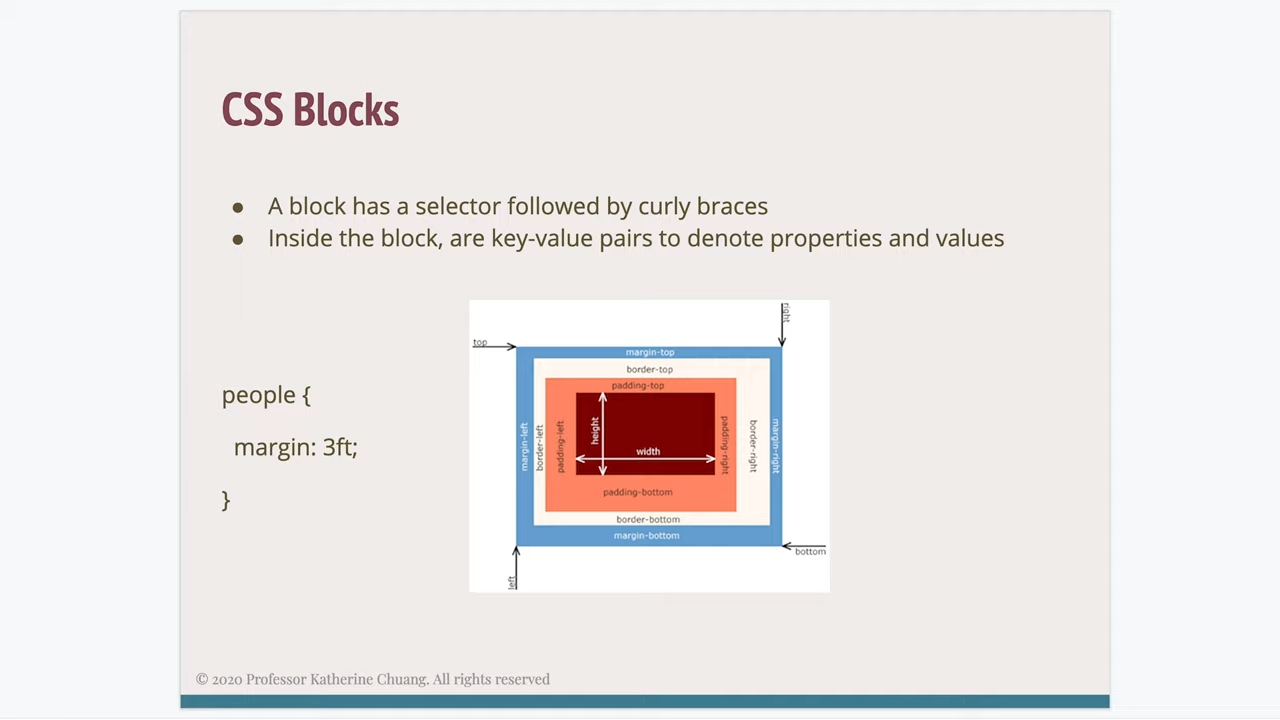 CSS Blocks
● A block has a selector followed by curly braces
● Inside the block, are key-value pairs to denote properties and values
people {
margin: 3ft;
}
right
top
margin-top
border-top
padding-top
margin-left
border-left
padding-left
height
width
padding-right
border-right
margin-right
padding-bottom
border-bottom
margin-bottom
bottom
left
© 2020 Professor Katherine Chuang. All rights reserved